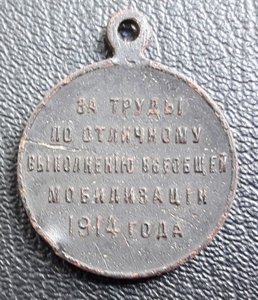 ЗА ТРУДЫ
ПО ОТЛИЧНОМУ
ВЫПОЛНЕНІЮ ВСЕОБЩЕЙ
МОБИЛИЗАЦІИ
1914 ГОДА